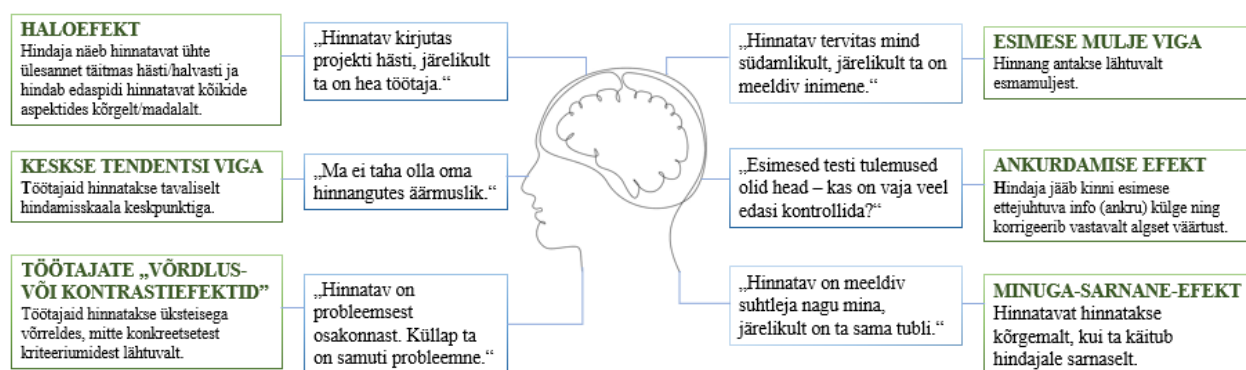 HALOEFEKT
Hindaja näeb hinnatavat ühte
ülesannet täitmas hästi/halvasti ja
hindab edaspidi hinnatavat kõikide
aspektides kõrgelt/madalalt.
„Hinnatav kirjutas
projekti hästi, järelikult
ta on hea töötaja.“
„Hinnatav tervitas mind
südamlikult, järelikult ta on
meeldiv inimene.“
ESIMESE MULJE VIGA
Hinnang antakse lähtuvalt
esmamuljest.
KESKSE TENDENTSI VIGA
Töötajaid hinnatakse tavaliselt
hindamisskaala keskpunktiga.
„Ma ei taha olla oma
hinnangutes äärmuslik.“
„Esimesed testi tulemused
olid head – kas on vaja veel
edasi kontrollida?“
ANKURDAMISE EFEKT
Hindaja jääb kinni esimese
ettejuhtuva info (ankru) külge ning
korrigeerib vastavalt algset väärtust.
TÖÖTAJATE „VÕRDLUS-
VÕI KONTRASTIEFEKTID”
Töötajaid hinnatakse üksteisega
võrreldes, mitte konkreetsetest
kriteeriumidest lähtuvalt.
„Hinnatav on
probleemsest
osakonnast. Küllap ta
on samuti probleemne.“
„Hinnatav on meeldiv
suhtleja nagu mina,
järelikult on ta sama tubli.“
MINUGA-SARNANE-EFEKT
Hinnatavat hinnatakse
kõrgemalt, kui ta käitub
hindajale sarnaselt.